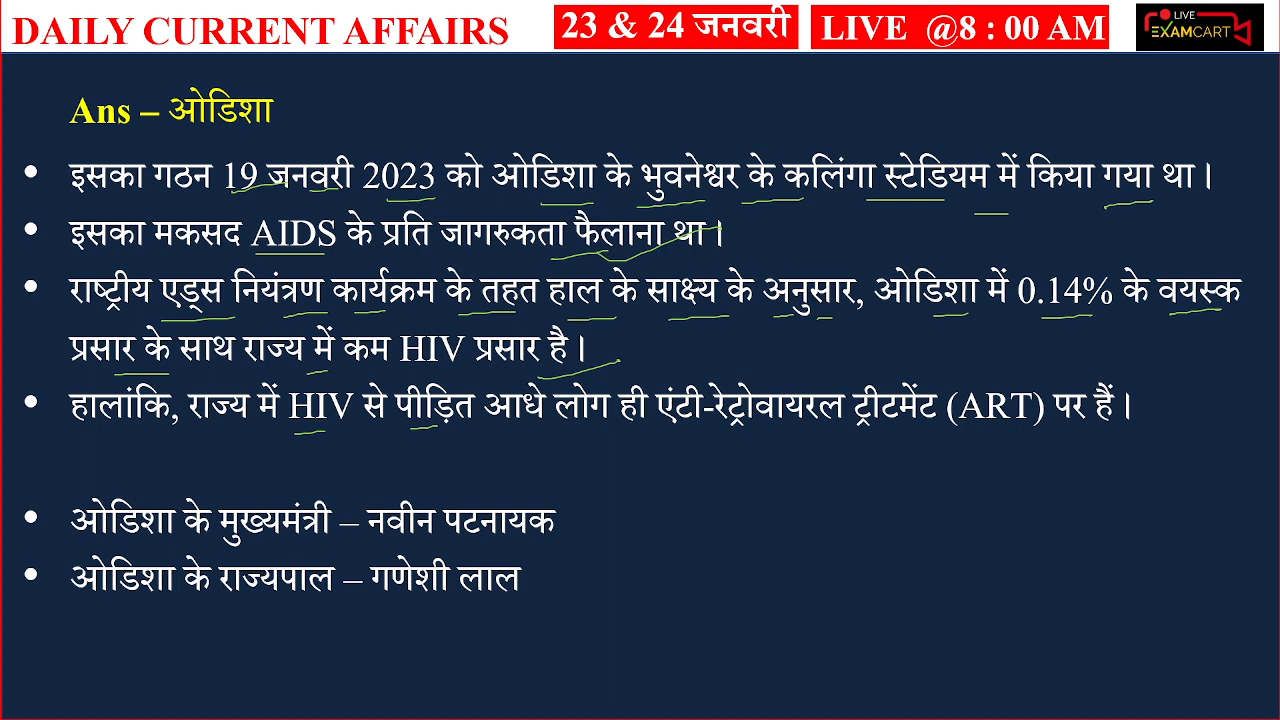 DAILY CURRENT AFFAIRS
23 & 24 जनवरी
LIVE @8 : 00 AM
LIVE
EXAMCART
Ans – ओडिशा
• इसका गठन 19 जनवरी 2023 को ओडिशा के भुवनेश्वर के कलिंगा स्टेडियम में किया गया था।
• इसका मकसद AIDS के प्रति जागरुकता फैलाना था।
• राष्ट्रीय एड्स नियंत्रण कार्यक्रम के तहत हाल के साक्ष्य के अनुसार, ओडिशा में 0.14% के वयस्क
प्रसार के साथ राज्य में कम HIV प्रसार है।
• हालांकि, राज्य में HIV से पीड़ित आधे लोग ही एंटी-रेट्रोवायरल ट्रीटमेंट (ART) पर हैं।
• ओडिशा के मुख्यमंत्री – नवीन पटनायक
• ओडिशा के राज्यपाल – गणेशी लाल